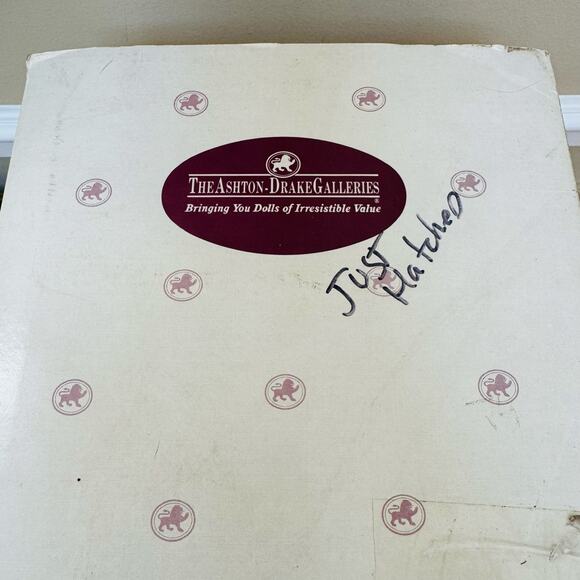 The Ashton-Drake Galleries®
Bringing You Dolls of Irresistible Value
Just
Hatched